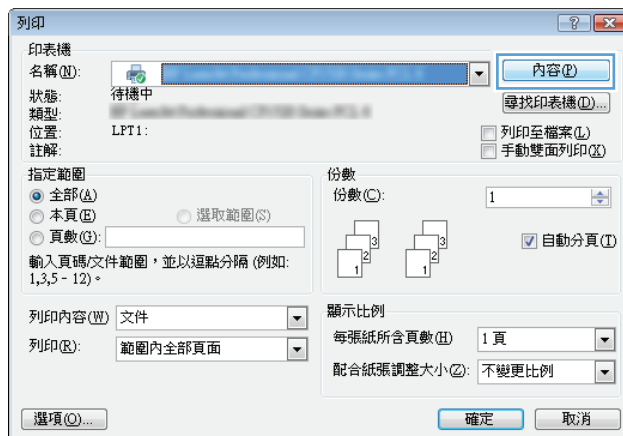 列印
印表機
名稱(N):
內容(P)
狀態: 待機中
類型:
尋找印表機(D)...
位置: LPT1:
列印至檔案(L)
註解:
手動雙面列印(X)
指定範圍
全部(A)
本頁(E) 選取範圍(S)
頁數(G):
輸入頁碼/文件範圍，並以逗點分隔 (例如:
1,3,5 - 12)。
份數
份數(C): 1
1 2 3 1 2 3
自動分頁(T)
列印內容(W) 文件
列印(R): 範圍內全部頁面
顯示比例
每張紙所含頁數(H) 1 頁
配合紙張調整大小(Z): 不變更比例
選項(O)... 確定 取消